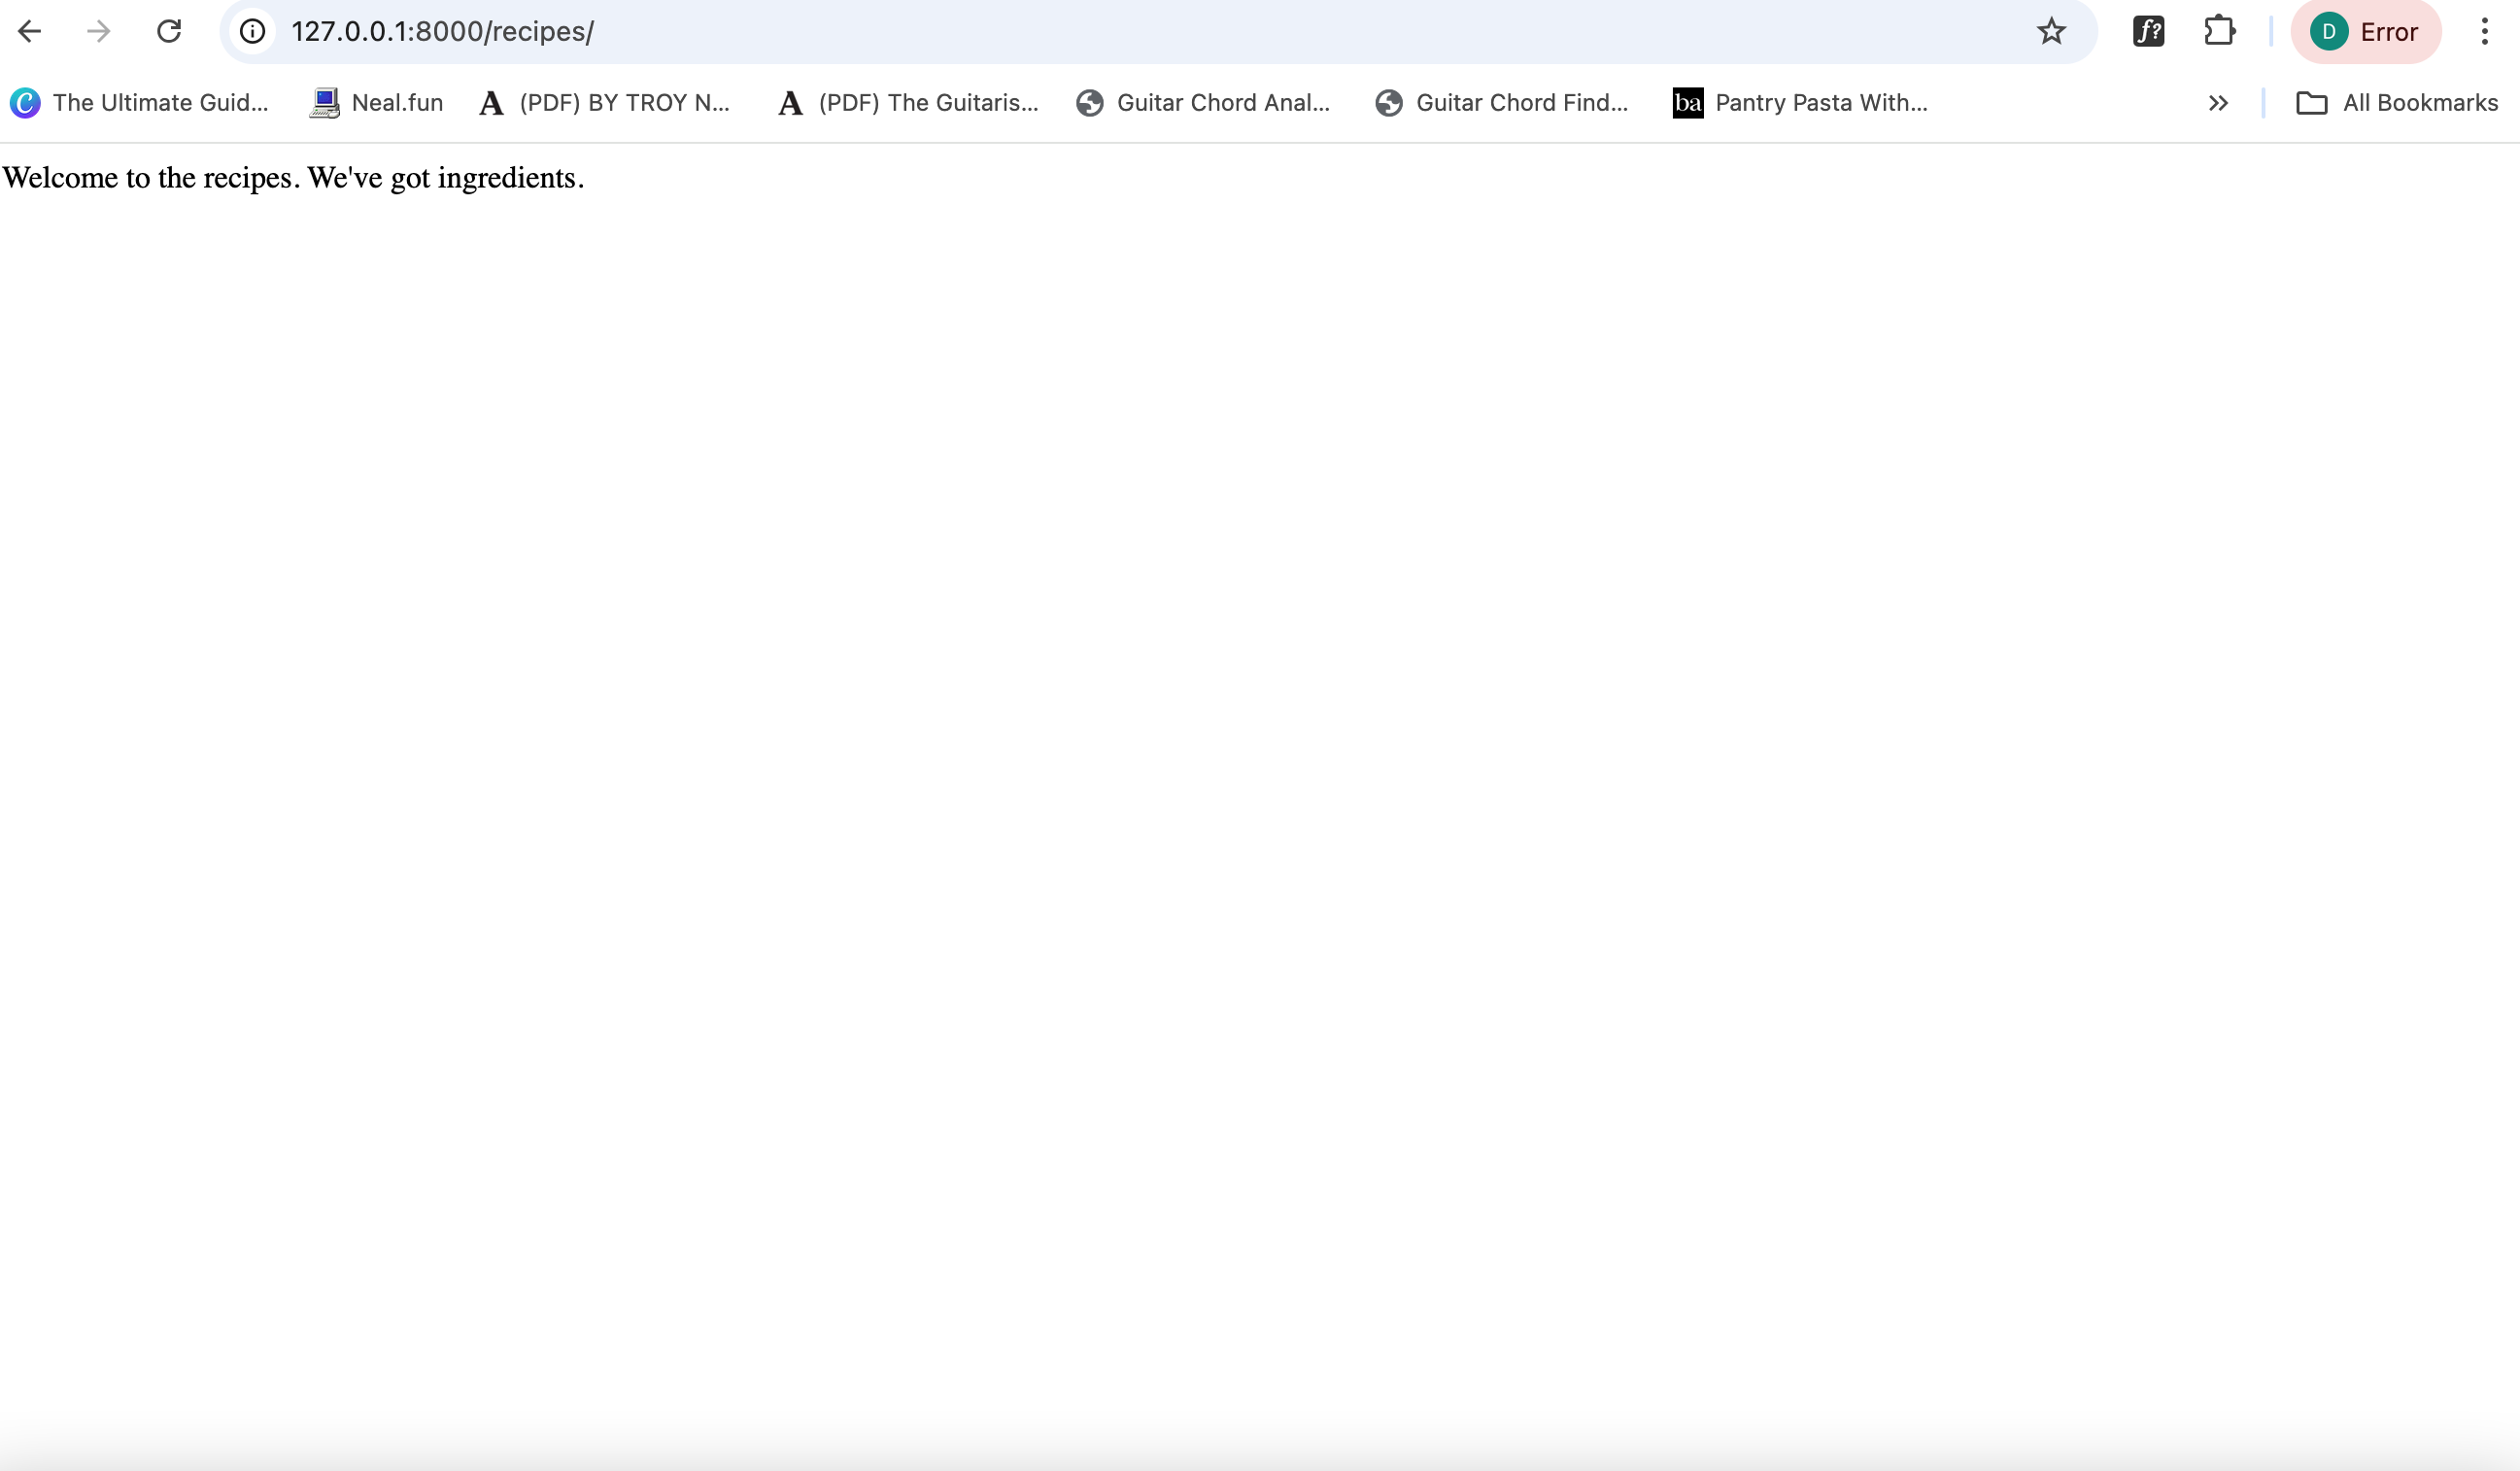 127.0.0.1:8000/recipes/
f?
D Error
The Ultimate Guid...
Neal.fun
A (PDF) BY TROY N...
A (PDF) The Guitaris...
Guitar Chord Anal...
Guitar Chord Find...
ba Pantry Pasta With...
All Bookmarks
Welcome to the recipes. We've got ingredients.